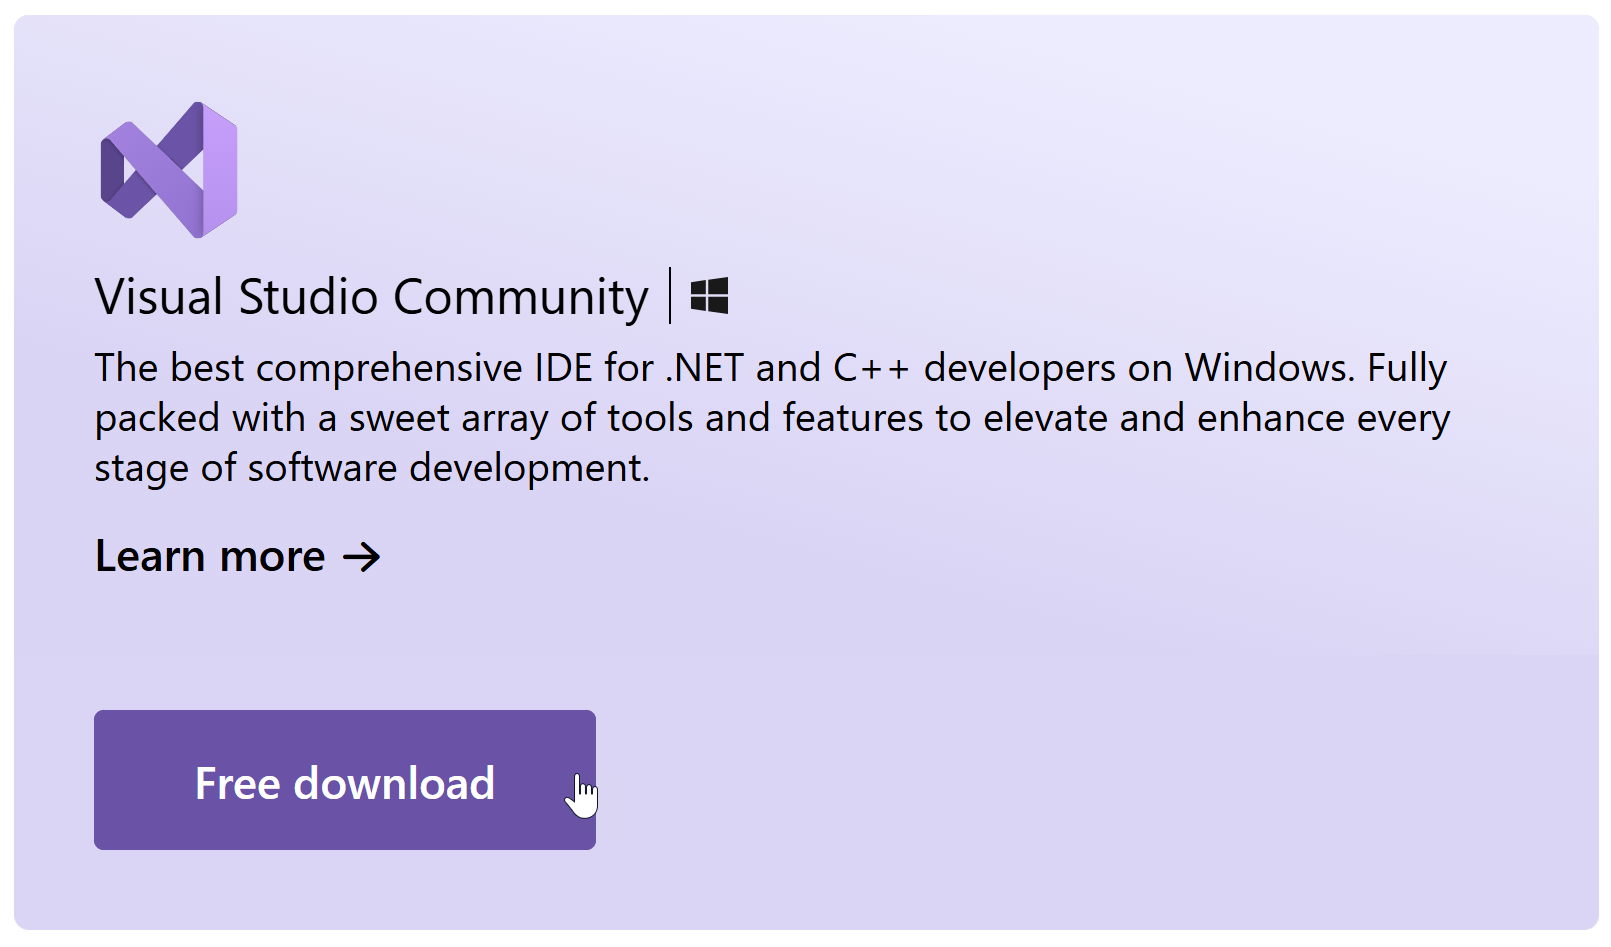 Visual Studio Community
The best comprehensive IDE for .NET and C++ developers on Windows. Fully
packed with a sweet array of tools and features to elevate and enhance every
stage of software development.
Learn more →
Free download